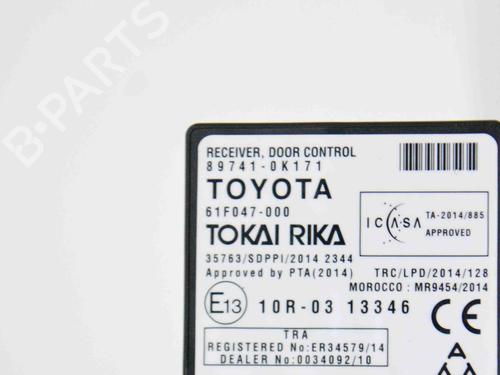 B-PARTS
RECEIVER, DOOR CONTROL
89741-0K171
TOYOTA
61F047-000
TOKAI RIKA
ICASA TA-2014/885
APPROVED
35763/SDPPI/2014 2344
Approved by PTA(2014) TRC/LPD/2014/128
MOROCCO : MR9454/2014
E13 10R-03 13346
CE
TRA
REGISTERED No:ER34579/14
DEALER No:0034092/10